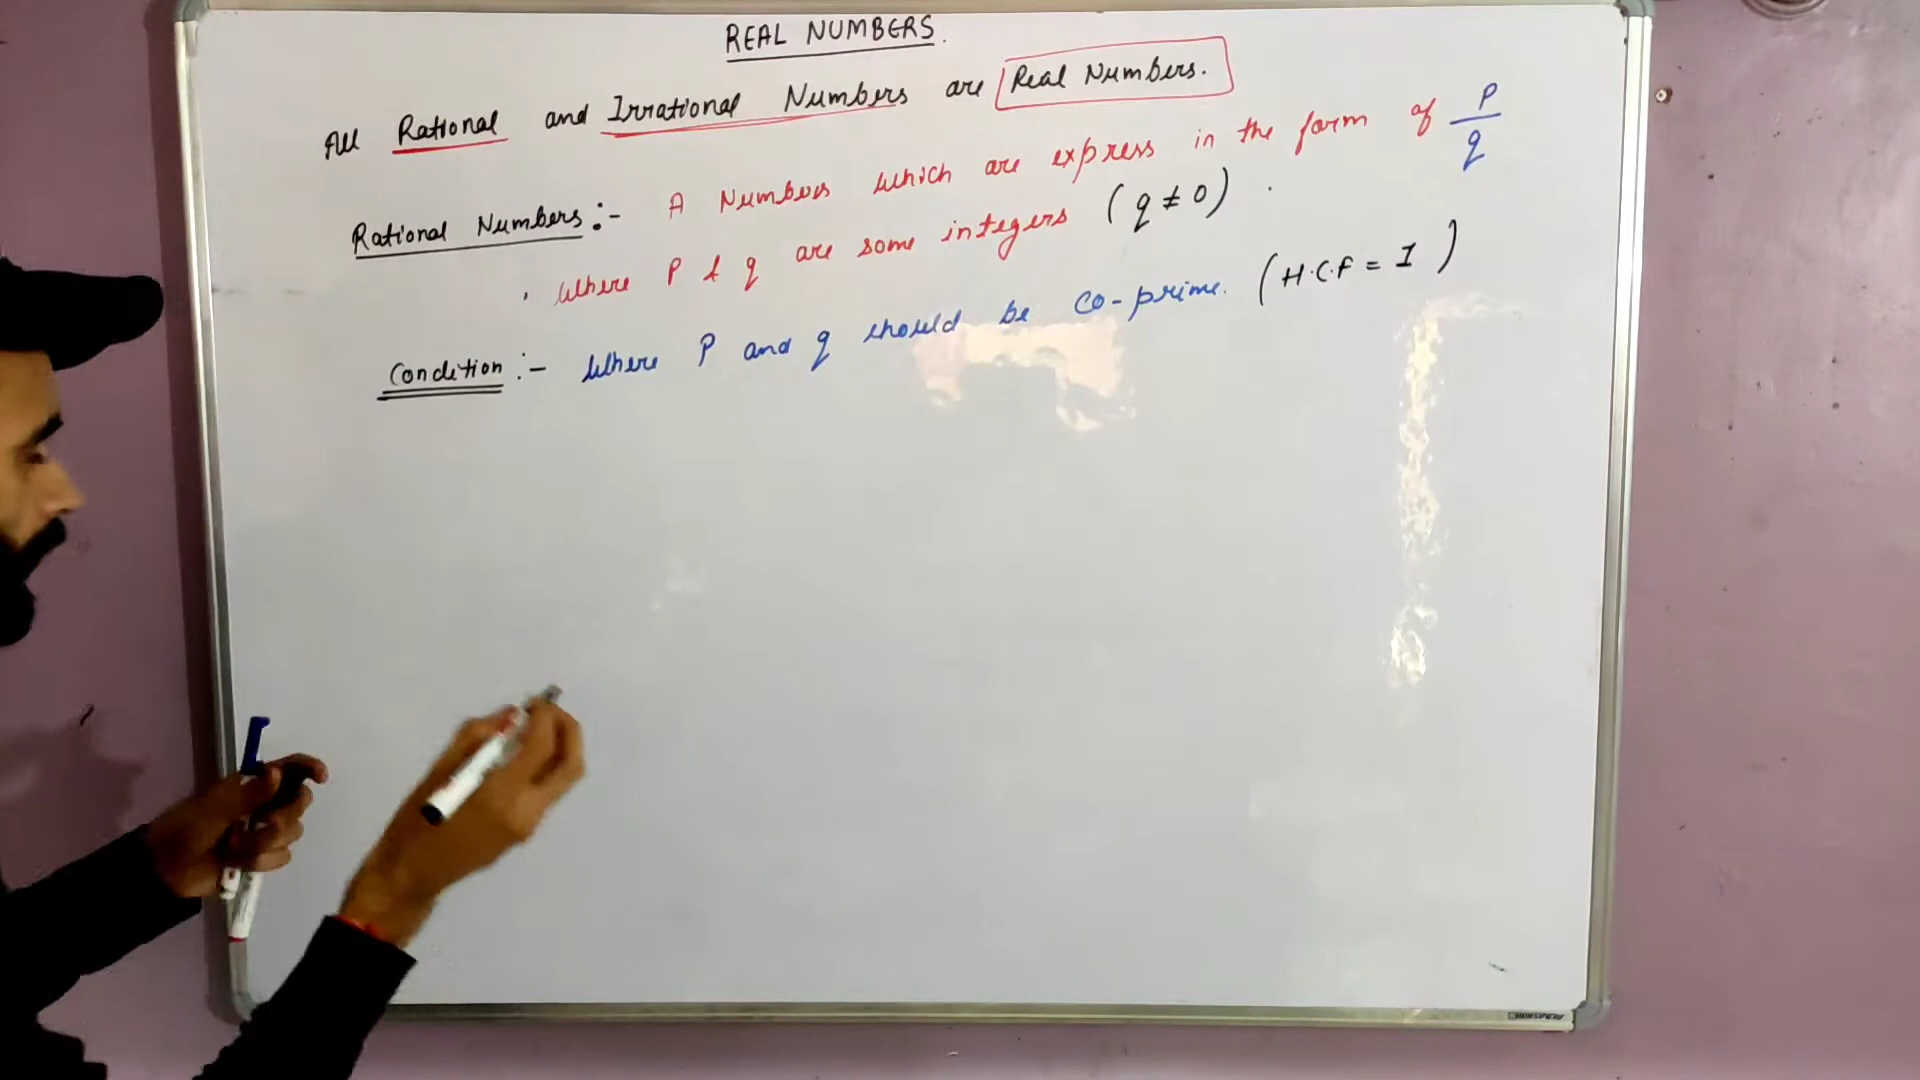 REAL NUMBERS.
All Rational and Irrational Numbers are Real Numbers.
Rational Numbers :- A Numbers which are express in the form of P/q
where P & q are some integers (q ≠ 0).
Condition :- Where P and q should be Co-prime. (H.C.F = 1)